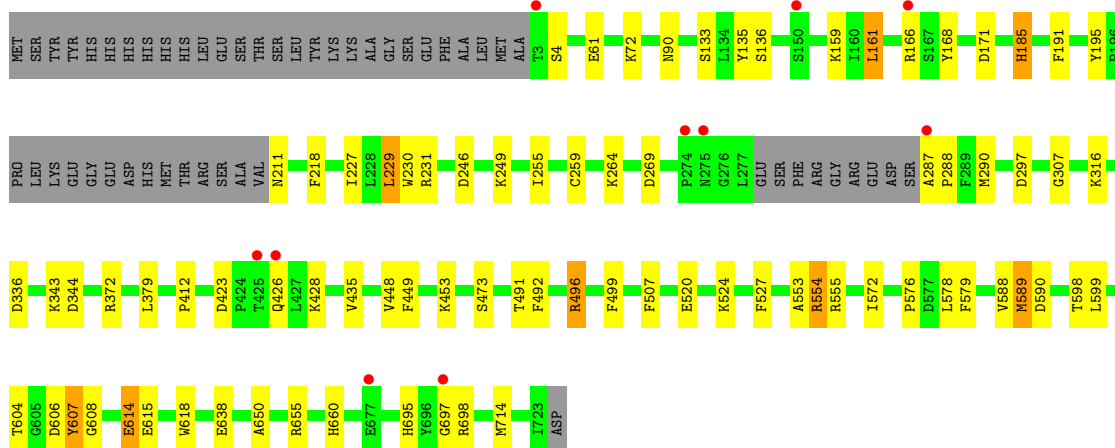 MET SER TYR TYR HIS HIS HIS HIS HIS HIS LEU GLU SER THR SER LEU TYR LYS LYS ALA GLY SER GLU PHE ALA LEU MET ALA T3 S4 E61 K72 N90 S133 L134 Y135 S136 S150 K159 I160 L161 R166 S167 Y168 D171 H185 F191 Y195 R196
PRO LEU LYS GLU GLY GLU ASP HIS MET THR ARG SER ALA VAL N211 F218 I227 L228 L229 W230 R231 D246 K249 I255 C259 K264 D269 P274 N275 G276 L277 GLU SER PHE ARG GLY ARG GLU ASP SER A287 P288 F289 M290 D297 G307 K316
D336 K343 D344 R372 L379 P412 D423 P424 T425 Q426 L427 K428 V435 V448 F449 K453 S473 T491 F492 R496 F499 F507 E520 K524 F527 A553 R554 R555 I572 P576 D577 L578 F579 V588 M589 D590 T598 L599
T604 G605 D606 Y607 G608 E614 E615 W618 E638 A650 R655 H660 E677 H695 Y696 G697 R698 M714 I723 ASP